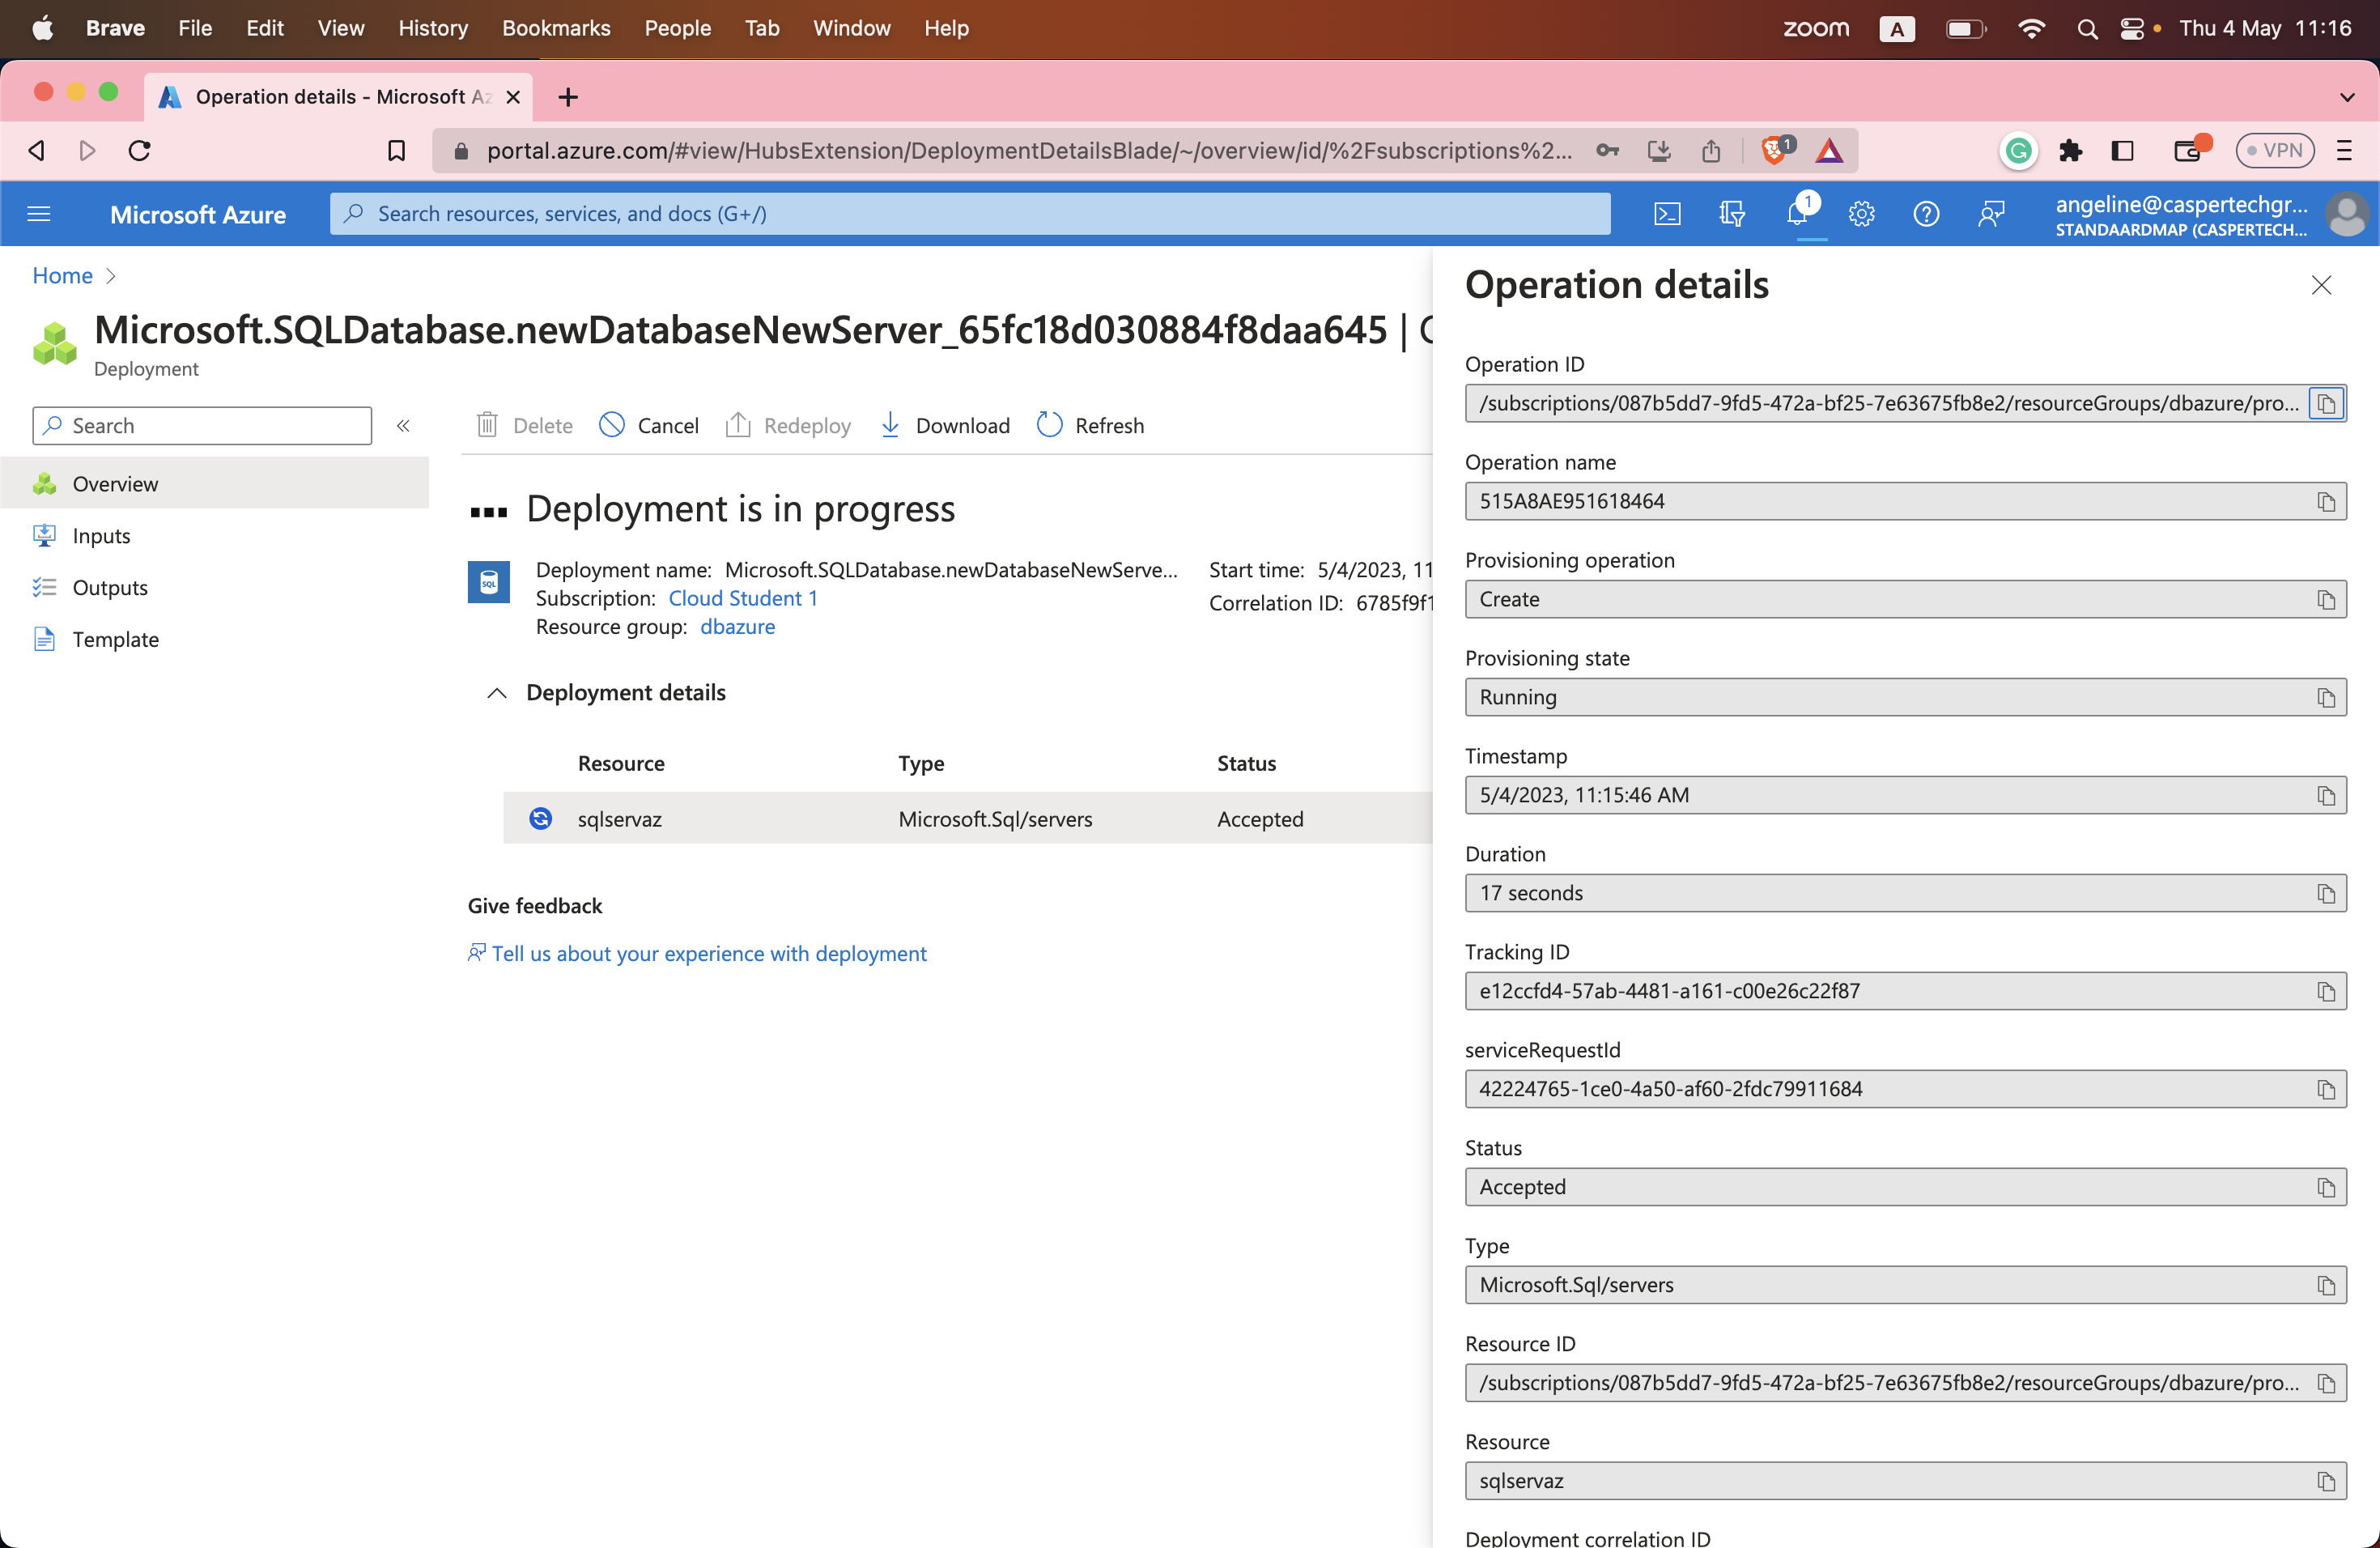 Brave File Edit View History Bookmarks People Tab Window Help zoom A Thu 4 May 11:16
Operation details - Microsoft Az
portal.azure.com/#view/HubsExtension/DeploymentDetailsBlade/~/overview/id/%2Fsubscriptions%2... 1 VPN
Microsoft Azure
Search resources, services, and docs (G+/)
1
angeline@caspertechgr...
STANDAARDMAP (CASPERTECH...
Home
Microsoft.SQLDatabase.newDatabaseNewServer_65fc18d030884f8daa645 |
Deployment
Search
«
Overview
Inputs
Outputs
Template
Delete Cancel Redeploy Download Refresh
Deployment is in progress
SQL
Deployment name: Microsoft.SQLDatabase.newDatabaseNewServe...
Subscription: Cloud Student 1
Resource group: dbazure
Start time: 5/4/2023, 11
Correlation ID: 6785f9f1
Deployment details
Resource Type Status
sqlservaz Microsoft.Sql/servers Accepted
Give feedback
Tell us about your experience with deployment
Operation details
Operation ID
/subscriptions/087b5dd7-9fd5-472a-bf25-7e63675fb8e2/resourceGroups/dbazure/pro...
Operation name
515A8AE951618464
Provisioning operation
Create
Provisioning state
Running
Timestamp
5/4/2023, 11:15:46 AM
Duration
17 seconds
Tracking ID
e12ccfd4-57ab-4481-a161-c00e26c22f87
serviceRequestId
42224765-1ce0-4a50-af60-2fdc79911684
Status
Accepted
Type
Microsoft.Sql/servers
Resource ID
/subscriptions/087b5dd7-9fd5-472a-bf25-7e63675fb8e2/resourceGroups/dbazure/pro...
Resource
sqlservaz
Deployment correlation ID